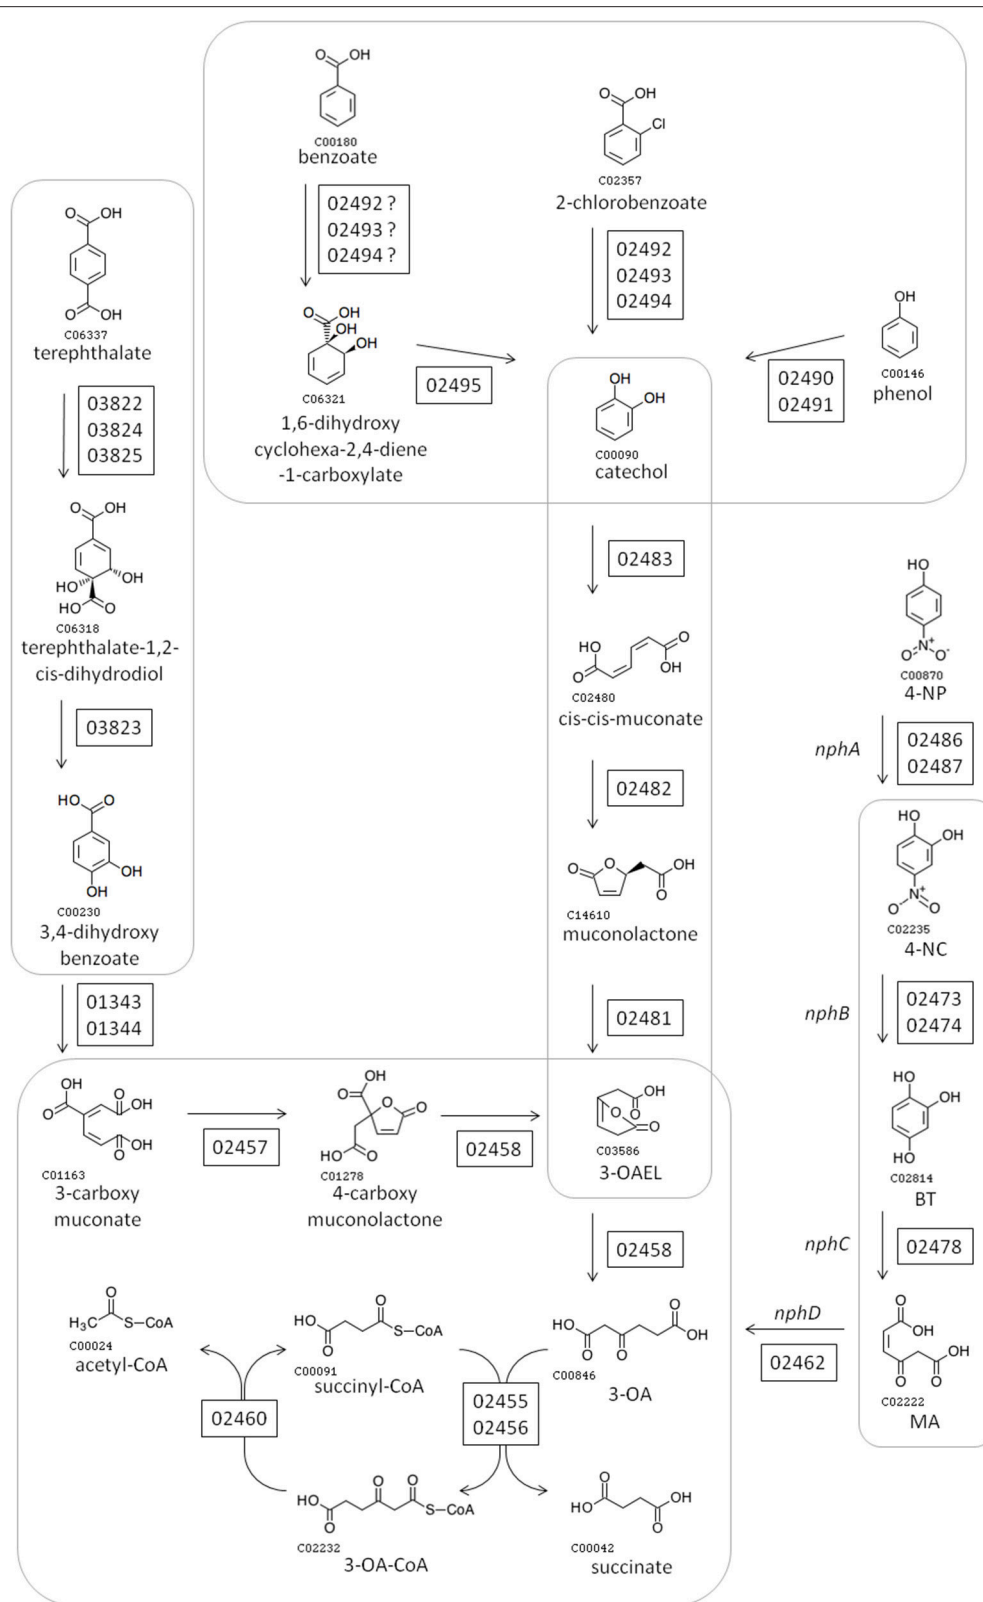 O
OH
C00180
benzoate
O
OH
Cl
C02357
2-chlorobenzoate
02492 ?
02493 ?
02494 ?
02492
02493
02494
O
OH
O
OH
C06337
terephthalate
03822
03824
03825
O
OH
OH
OH
C06321
1,6-dihydroxy
cyclohexa-2,4-diene
-1-carboxylate
02495
OH
OH
C00090
catechol
OH
C00146
phenol
02490
02491
O
OH
HO
OH
HO
O
C06318
terephthalate-1,2-
cis-dihydrodiol
03823
HO
O
OH
OH
C00230
3,4-dihydroxy
benzoate
01343
01344
02483
HO
O
O
OH
C02480
cis-cis-muconate
02482
O
O
O
OH
C14610
muconolactone
02481
HO
N+
O
O-
C00870
4-NP
nphA
02486
02487
HO
OH
N+
O-
O
C02235
4-NC
nphB
02473
02474
HO
OH
HO
C02814
BT
nphC
02478
O
OH
O
OH
O
OH
C01163
3-carboxy
muconate
02457
OH
O
O
O
HO
O
C01278
4-carboxy
muconolactone
02458
OH
O
O
O
C03586
3-OAEL
02458
O
H3C
S-CoA
C00024
acetyl-CoA
HO
O
O
S-CoA
C00091
succinyl-CoA
HO
O
O
O
OH
C00846
3-OA
nphD
02462
O
OH
OH
O
O
C02222
MA
02460
02455
02456
HO
O
O
O
S-CoA
C02232
3-OA-CoA
O
HO
OH
O
C00042
succinate